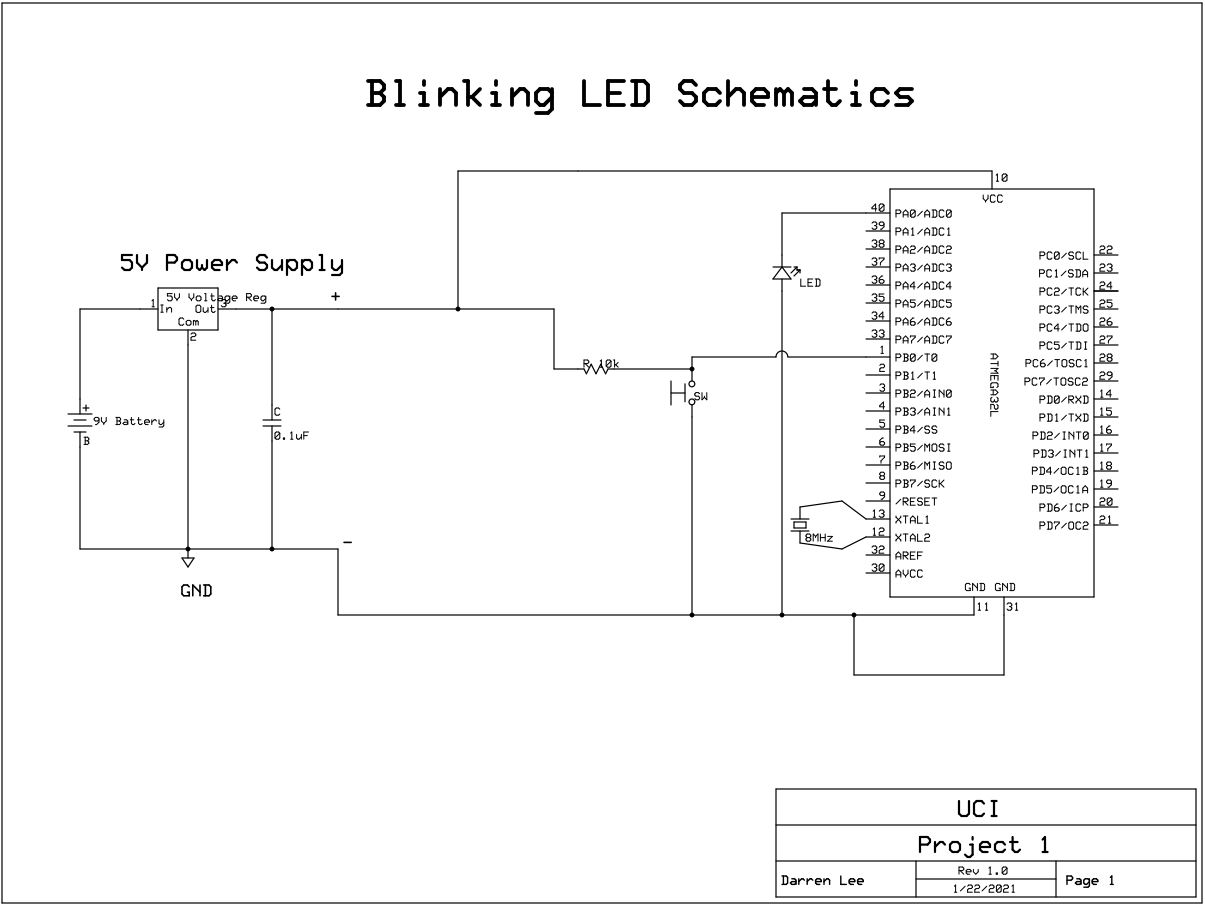 Blinking LED Schematics
10
VCC
5V Power Supply
5V Voltage Reg
1 In Out 3
Com
2
+
-
+
9V Battery
B
C
0.1uF
GND
R 10k
SW
LED
8MHz
ATMEGA32L
40 PA0/ADC0
39 PA1/ADC1
38 PA2/ADC2
37 PA3/ADC3
36 PA4/ADC4
35 PA5/ADC5
34 PA6/ADC6
33 PA7/ADC7
1 PB0/T0
2 PB1/T1
3 PB2/AIN0
4 PB3/AIN1
5 PB4/SS
6 PB5/MOSI
7 PB6/MISO
8 PB7/SCK
9 /RESET
13 XTAL1
12 XTAL2
32 AREF
30 AVCC
PC0/SCL 22
PC1/SDA 23
PC2/TCK 24
PC3/TMS 25
PC4/TDO 26
PC5/TDI 27
PC6/TOSC1 28
PC7/TOSC2 29
PD0/RXD 14
PD1/TXD 15
PD2/INT0 16
PD3/INT1 17
PD4/OC1B 18
PD5/OC1A 19
PD6/ICP 20
PD7/OC2 21
GND GND
11 31
UCI
Project 1
Darren Lee
Rev 1.0
1/22/2021
Page 1